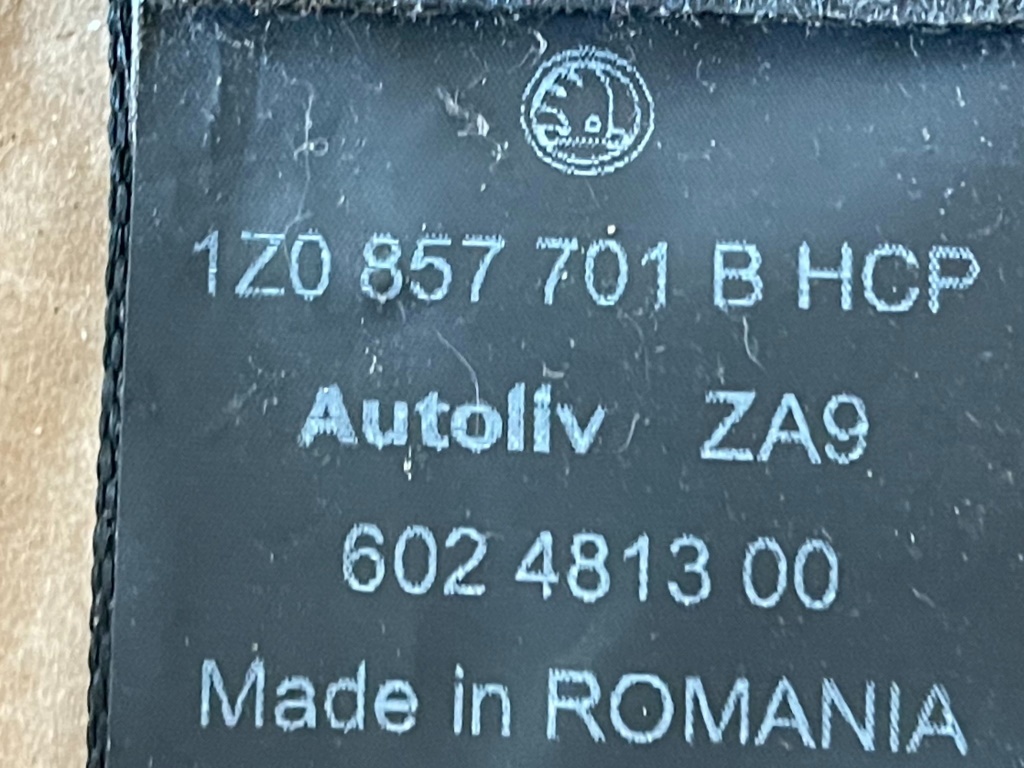 1Z0 857 701 B HCP
Autoliv ZA9
602 4813 00
Made in ROMANIA